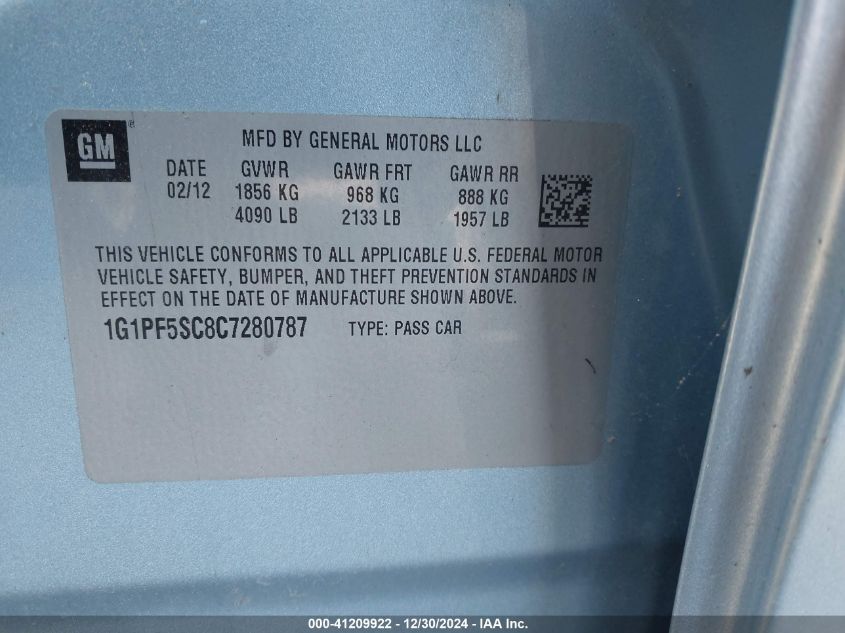 GM ®
MFD BY GENERAL MOTORS LLC
DATE GVWR GAWR FRT GAWR RR
02/12 1856 KG 968 KG 888 KG
4090 LB 2133 LB 1957 LB
THIS VEHICLE CONFORMS TO ALL APPLICABLE U.S. FEDERAL MOTOR
VEHICLE SAFETY, BUMPER, AND THEFT PREVENTION STANDARDS IN
EFFECT ON THE DATE OF MANUFACTURE SHOWN ABOVE.
1G1PF5SC8C7280787 TYPE: PASS CAR
000-41209922 - 12/30/2024 - IAA Inc.